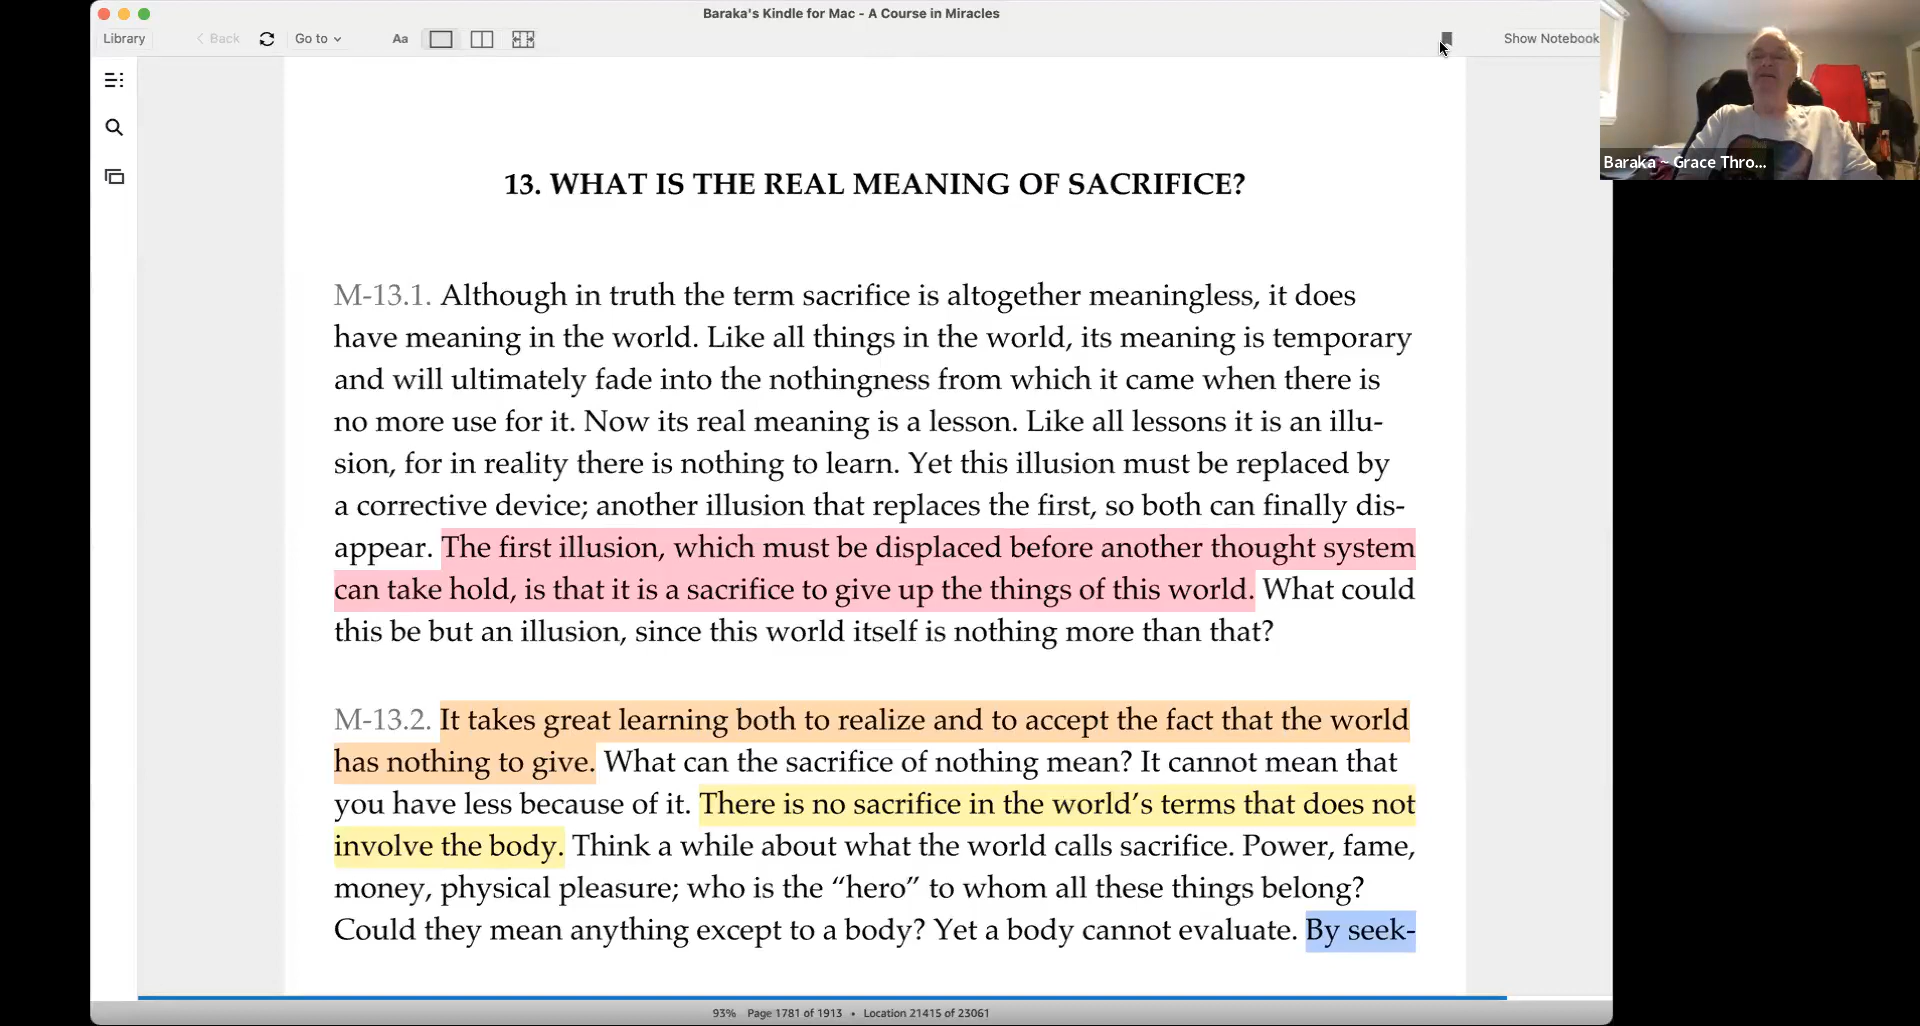 Baraka's Kindle for Mac - A Course in Miracles
Library
< Back
Go to
Aa
Show Notebook
Baraka ~ Grace Thro...
13. WHAT IS THE REAL MEANING OF SACRIFICE?
M-13.1. Although in truth the term sacrifice is altogether meaningless, it does
have meaning in the world. Like all things in the world, its meaning is temporary
and will ultimately fade into the nothingness from which it came when there is
no more use for it. Now its real meaning is a lesson. Like all lessons it is an illu-
sion, for in reality there is nothing to learn. Yet this illusion must be replaced by
a corrective device; another illusion that replaces the first, so both can finally dis-
appear. The first illusion, which must be displaced before another thought system
can take hold, is that it is a sacrifice to give up the things of this world. What could
this be but an illusion, since this world itself is nothing more than that?
M-13.2. It takes great learning both to realize and to accept the fact that the world
has nothing to give. What can the sacrifice of nothing mean? It cannot mean that
you have less because of it. There is no sacrifice in the world’s terms that does not
involve the body. Think a while about what the world calls sacrifice. Power, fame,
money, physical pleasure; who is the “hero” to whom all these things belong?
Could they mean anything except to a body? Yet a body cannot evaluate. By seek-
93% Page 1781 of 1913 • Location 21415 of 23061